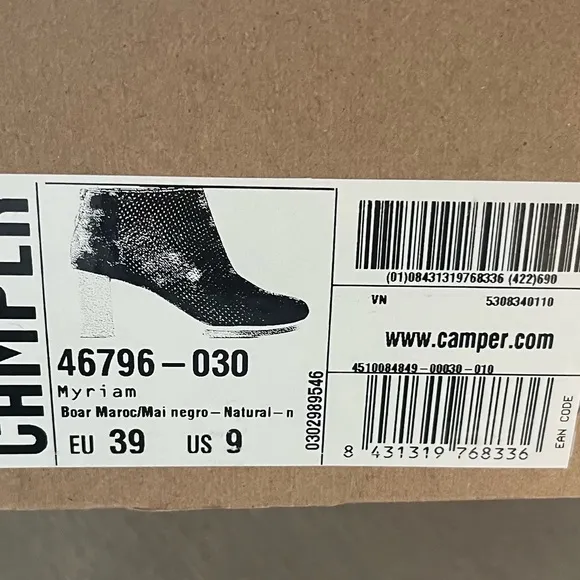 CAMPER
46796-030
Myriam
Boar Maroc/Mai negro-Natural-n
EU 39 US 9
0302989546
(01)08431319768336 (422)690
VN 5308340110
www.camper.com
4510084849-00030-010
8 431319 768336
EAN CODE